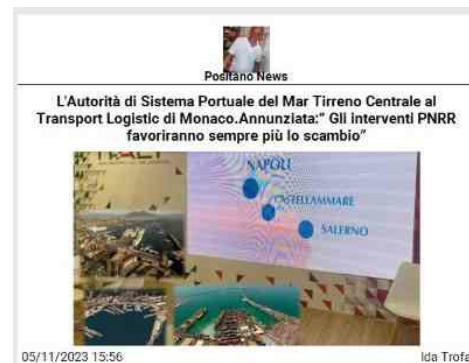 Positano News
L'Autorità di Sistema Portuale del Mar Tirreno Centrale al
Transport Logistic di Monaco.Annunziata:" Gli interventi PNRR
favoriranno sempre più lo scambio"
NAPOLI
CASTELLAMMARE
SALERNO
05/11/2023 15:56
Ida Trofa